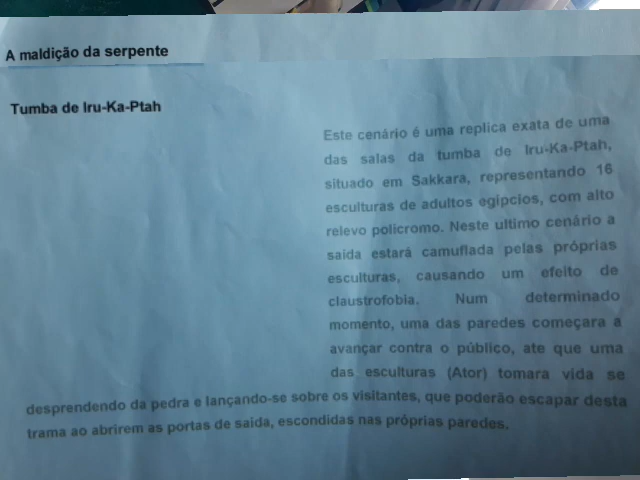 A maldição da serpente
Tumba de Iru-Ka-Ptah
Este cenário é uma replica exata de uma
das salas da tumba de Iru-Ka-Ptah,
situado em Sakkara, representando 16
esculturas de adultos egipcios, com alto
relevo policromo. Neste ultimo cenário a
saida estará camuflada pelas próprias
esculturas, causando um efeito de
claustrofobia. Num determinado
momento, uma das paredes começara a
avançar contra o público, ate que uma
das esculturas (Ator) tomara vida se
desprendendo da pedra e lançando-se sobre os visitantes, que poderão escapar desta
trama ao abrirem as portas de saida, escondidas nas próprias paredes.